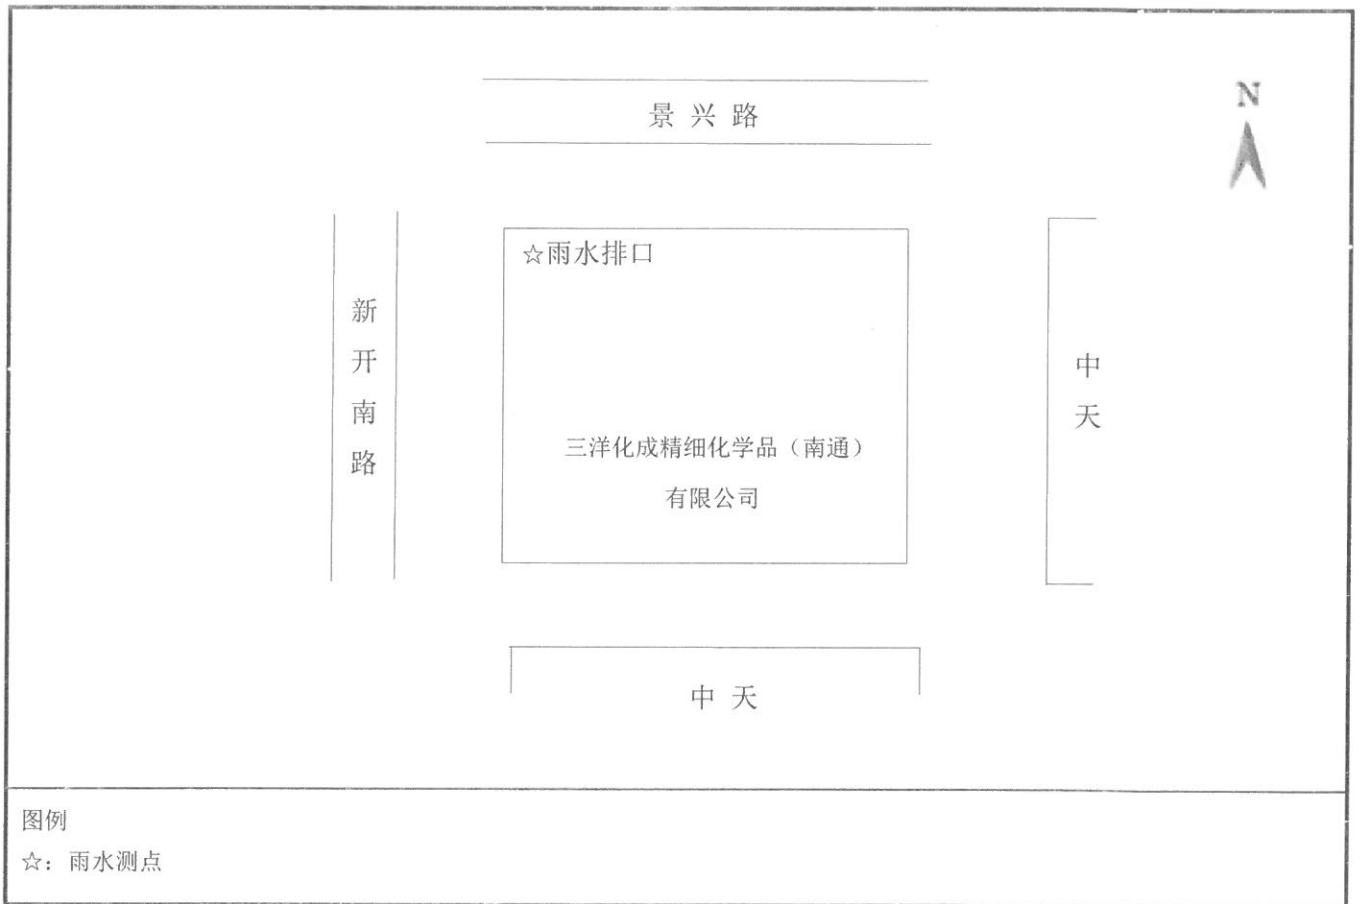 景兴路
N
☆雨水排口
新开南路
中天
三洋化成精细化学品（南通）
有限公司
中天
图例
☆：雨水测点